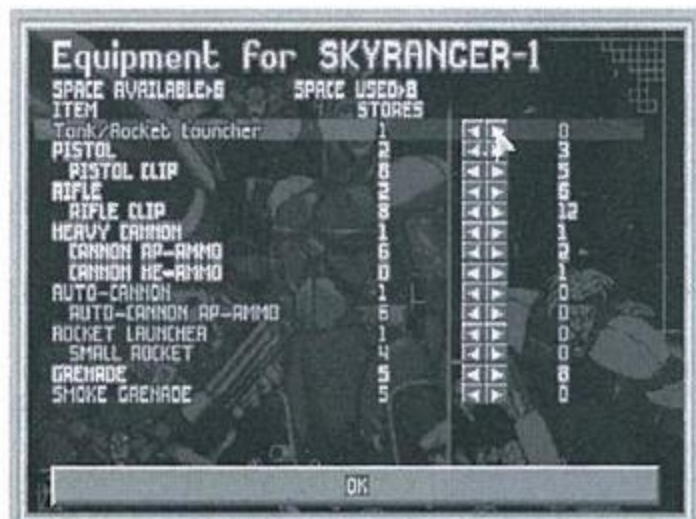 Equipment for SKYRANGER-1
SPACE AVAILABLE>6 SPACE USED>8
ITEM STORES
Tank/Rocket Launcher 1 0
PISTOL 2 3
PISTOL CLIP 8 5
RIFLE 2 6
RIFLE CLIP 8 12
HEAVY CANNON 1 1
CANNON AP-AMMO 6 2
CANNON HE-AMMO 0 1
AUTO-CANNON 1 0
AUTO-CANNON AP-AMMO 6 0
ROCKET LAUNCHER 1 0
SMALL ROCKET 4 0
GRENADE 5 8
SMOKE GRENADE 5 0
OK